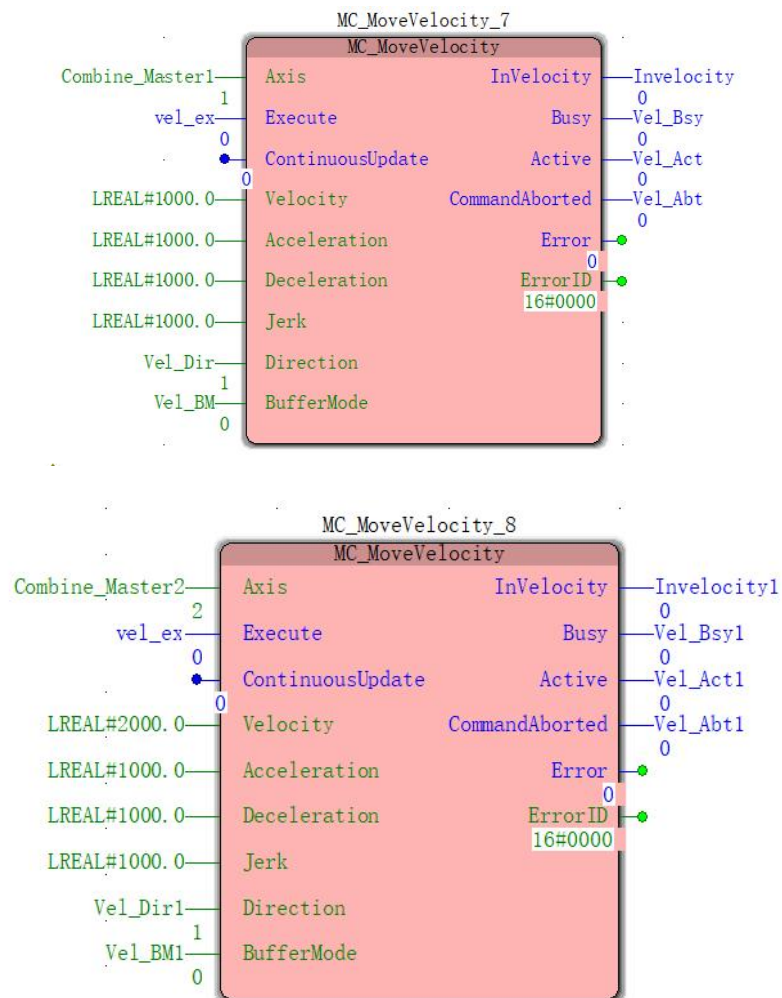 MC_MoveVelocity_7
MC_MoveVelocity
Combine_Master1 Axis InVelocity Invelocity
1 0
vel_ex Execute Busy Vel_Bsy
0 0
ContinuousUpdate Active Vel_Act
0 0
LREAL#1000.0 Velocity CommandAborted Vel_Abt
0
LREAL#1000.0 Acceleration Error
0
LREAL#1000.0 Deceleration ErrorID
16#0000
LREAL#1000.0 Jerk
Vel_Dir Direction
1
Vel_BM BufferMode
0
MC_MoveVelocity_8
MC_MoveVelocity
Combine_Master2 Axis InVelocity Invelocity1
2 0
vel_ex Execute Busy Vel_Bsy1
0 0
ContinuousUpdate Active Vel_Act1
0 0
LREAL#2000.0 Velocity CommandAborted Vel_Abt1
0
LREAL#1000.0 Acceleration Error
0
LREAL#1000.0 Deceleration ErrorID
16#0000
LREAL#1000.0 Jerk
Vel_Dir1 Direction
1
Vel_BM1 BufferMode
0